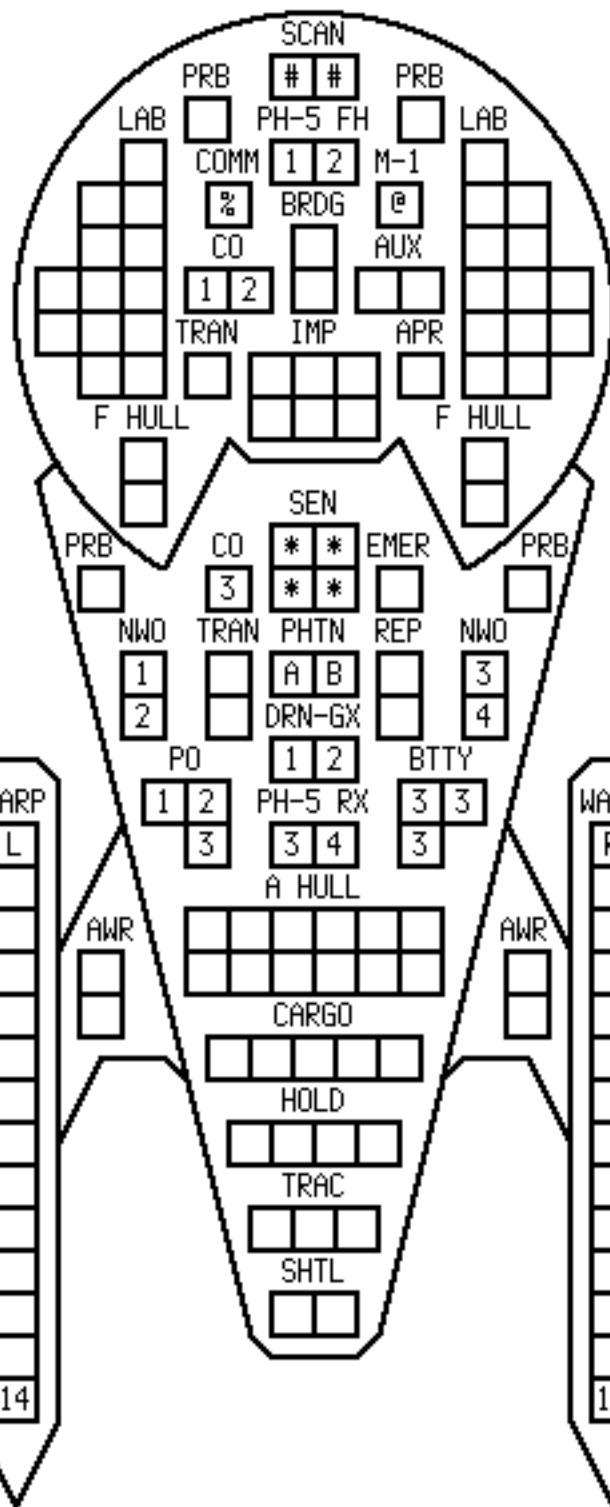 SCAN
# #
PRB PRB
LAB PH-5 FH LAB
COMM 1 2 M-1
% BRDG @
CO AUX
1 2
TRAN IMP APR
F HULL F HULL
SEN
PRB CO * * EMER PRB
3 * *
NWO TRAN PHTN REP NWO
1 A B 3
2 DRN-GX 4
PO 1 2 BTTY
ARP 1 2 PH-5 RX 3 3 WA
L 3 3 4 3
A HULL
AWR AWR
CARGO
HOLD
TRAC
SHTL
14 1